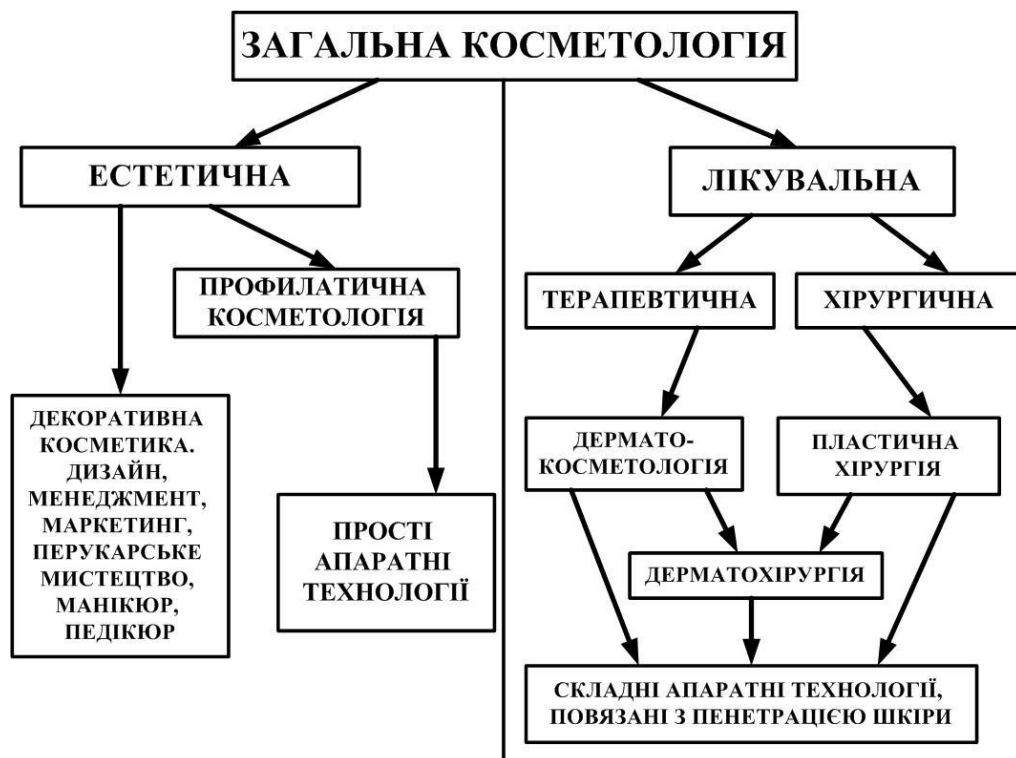 ЗАГАЛЬНА КОСМЕТОЛОГІЯ
ЕСТЕТИЧНА
ЛІКУВАЛЬНА
ПРОФИЛАТИЧНА
КОСМЕТОЛОГІЯ
ТЕРАПЕВТИЧНА
ХІРУРГИЧНА
ДЕКОРАТИВНА
КОСМЕТИКА.
ДИЗАЙН,
МЕНЕДЖМЕНТ,
МАРКЕТИНГ,
ПЕРУКАРСЬКЕ
МИСТЕЦТВО,
МАНІКЮР,
ПЕДІКЮР
ПРОСТІ
АПАРАТНІ
ТЕХНОЛОГІЇ
ДЕРМАТО-
КОСМЕТОЛОГІЯ
ПЛАСТИЧНА
ХІРУРГІЯ
ДЕРМАТОХІРУРГІЯ
СКЛАДНІ АПАРАТНІ ТЕХНОЛОГІЇ,
ПОВЯЗАНІ З ПЕНЕТРАЦІЄЮ ШКІРИ